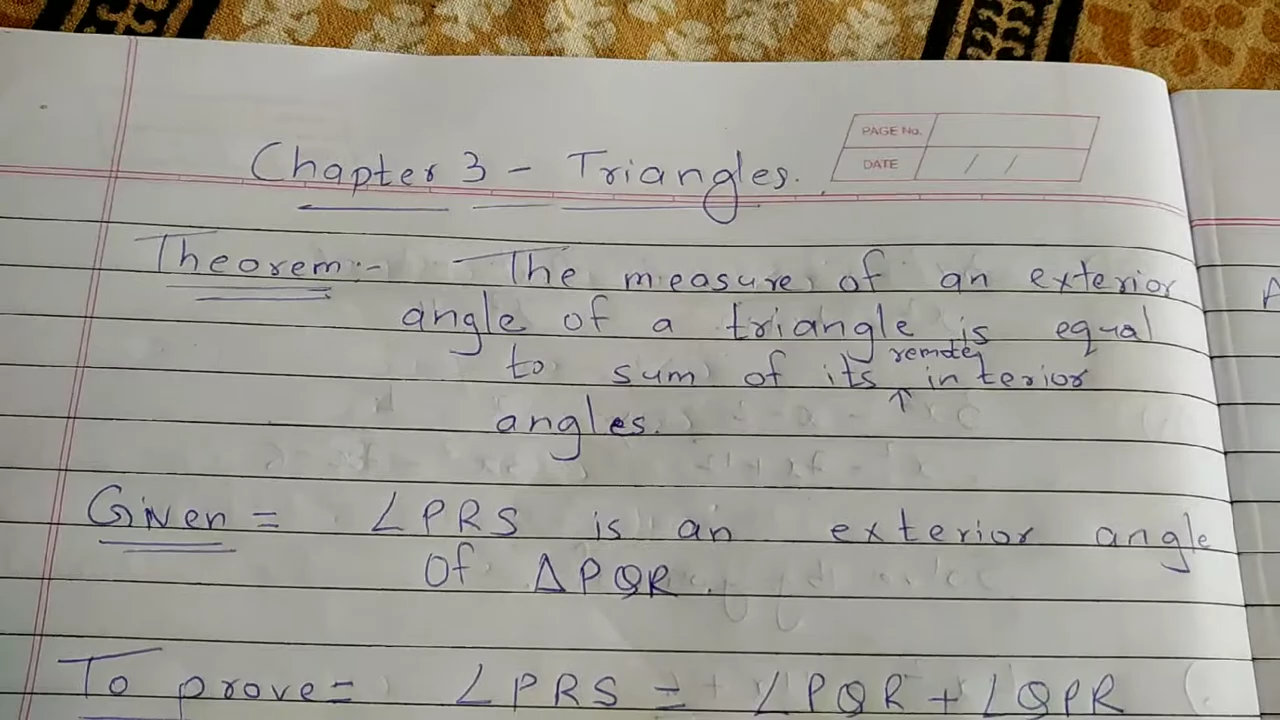 PAGE No.
DATE / /
Chapter 3 - Triangles.
Theorem:- The measure of an exterior
angle of a triangle is equal
to sum of its remote interior
angles.
Given = ∠PRS is an exterior angle
Of ΔPQR.
To prove = ∠PRS = ∠PQR + ∠QPR